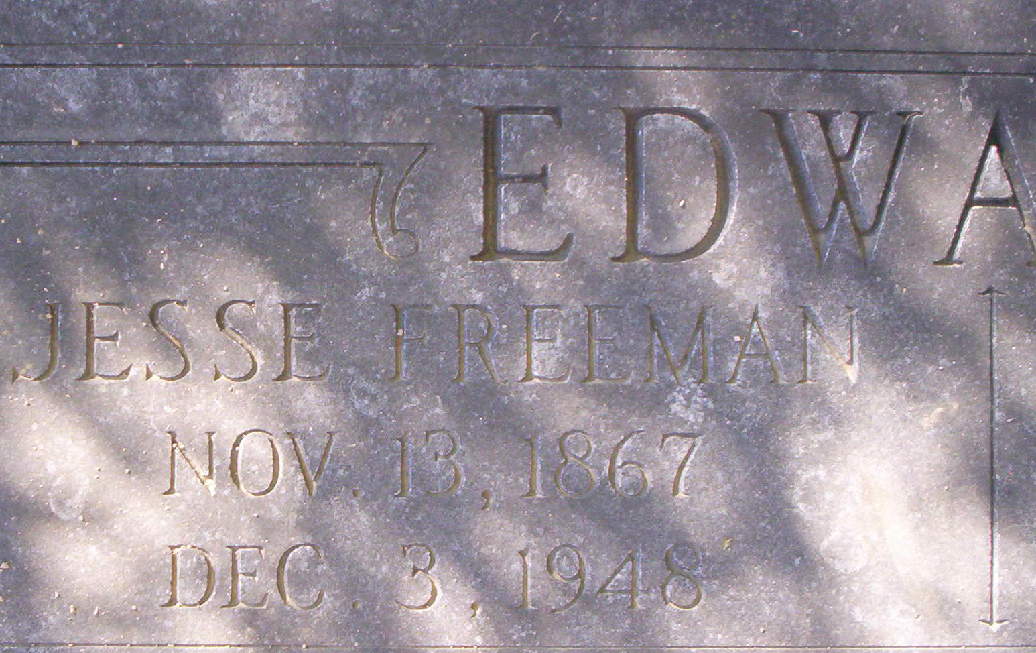 EDWA
JESSE FREEMAN
NOV. 13, 1867
DEC. 3, 1948